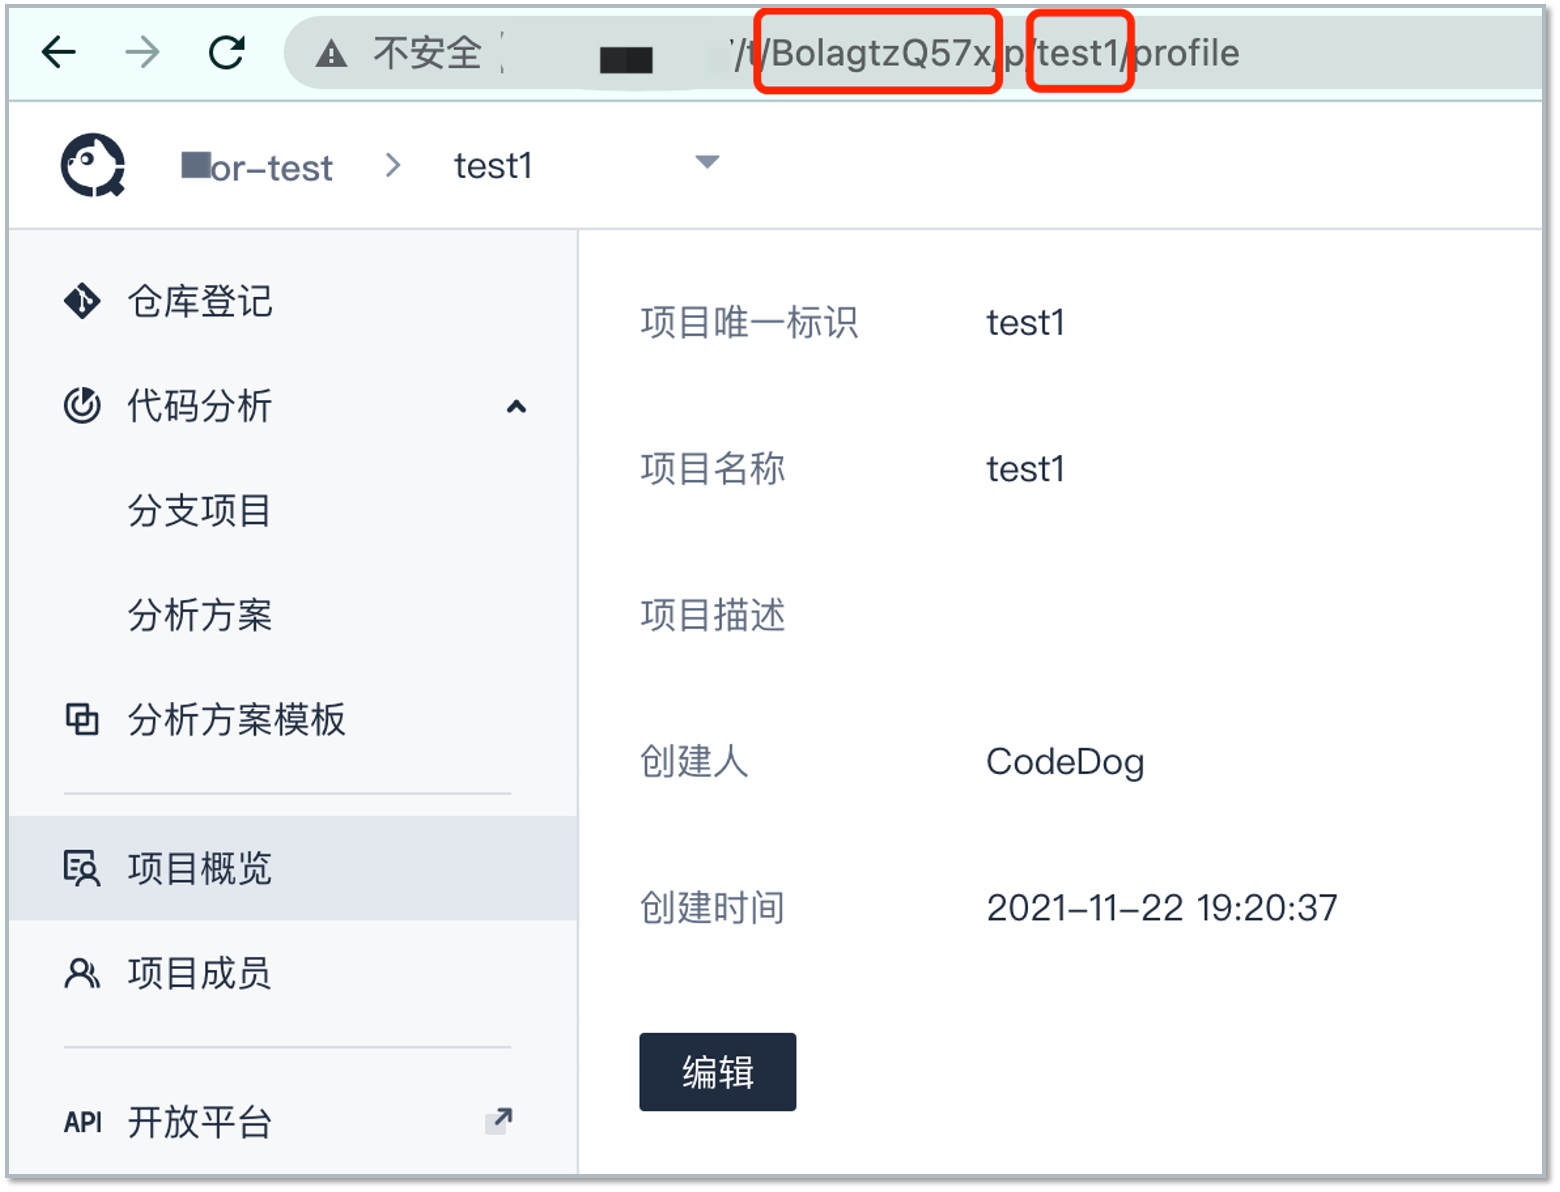 不安全 /t/BolagtzQ57x/p/test1/profile
or-test > test1
仓库登记
代码分析
分支项目
分析方案
分析方案模板
项目概览
项目成员
API 开放平台
项目唯一标识 test1
项目名称 test1
项目描述
创建人 CodeDog
创建时间 2021-11-22 19:20:37
编辑